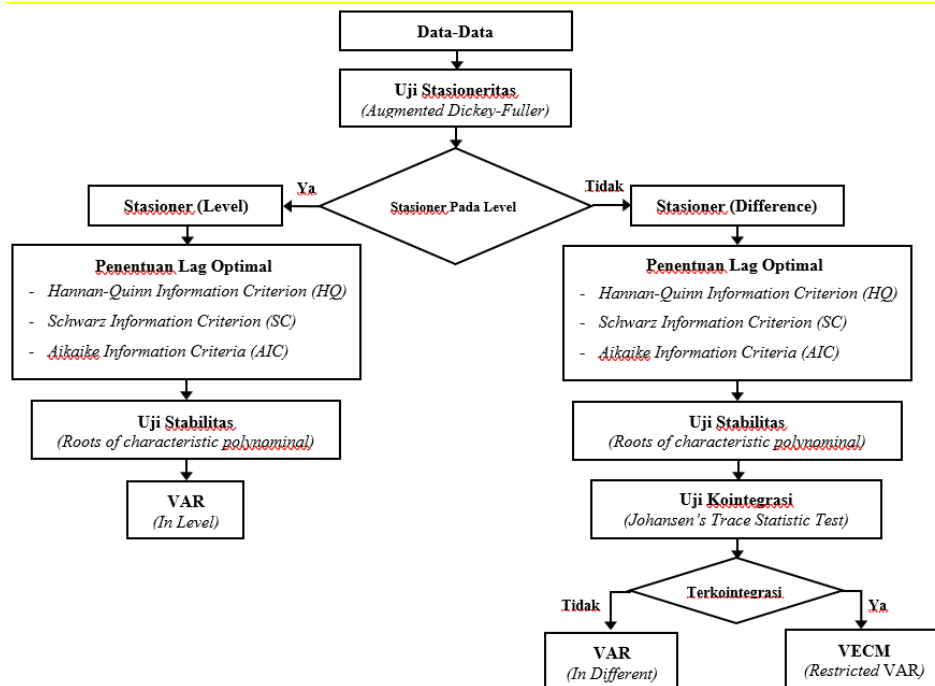 Data-Data
Uji Stasioneritas
(Augmented Dickey-Fuller)
Stasioner Pada Level
Ya
Tidak
Stasioner (Level)
Stasioner (Difference)
Penentuan Lag Optimal
- Hannan-Quinn Information Criterion (HQ)
- Schwarz Information Criterion (SC)
- Aikaike Information Criteria (AIC)
Penentuan Lag Optimal
- Hannan-Quinn Information Criterion (HQ)
- Schwarz Information Criterion (SC)
- Aikaike Information Criteria (AIC)
Uji Stabilitas
(Roots of characteristic polynominal)
Uji Stabilitas
(Roots of characteristic polynominal)
VAR
(In Level)
Uji Kointegrasi
(Johansen's Trace Statistic Test)
Terkointegrasi
Tidak
Ya
VAR
(In Different)
VECM
(Restricted VAR)